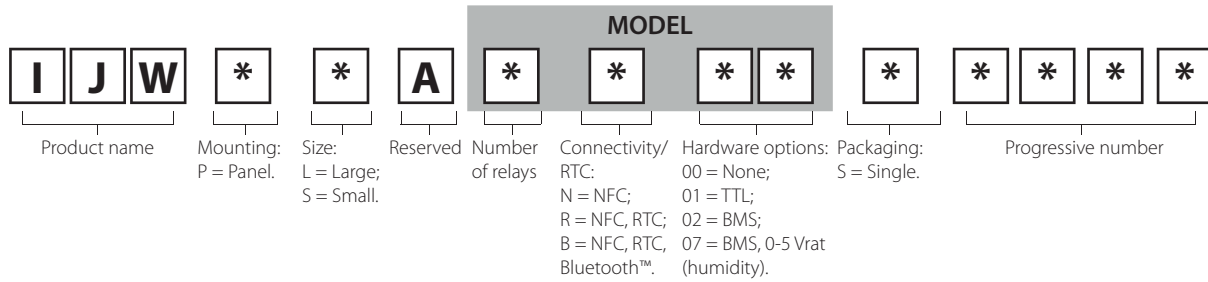 MODEL
I J W * * A * * * * * * * * *
Product name
Mounting:
P = Panel.
Size:
L = Large;
S = Small.
Reserved
Number
of relays
Connectivity/
RTC:
N = NFC;
R = NFC, RTC;
B = NFC, RTC,
Bluetooth™.
Hardware options:
00 = None;
01 = TTL;
02 = BMS;
07 = BMS, 0-5 Vrat
(humidity).
Packaging:
S = Single.
Progressive number